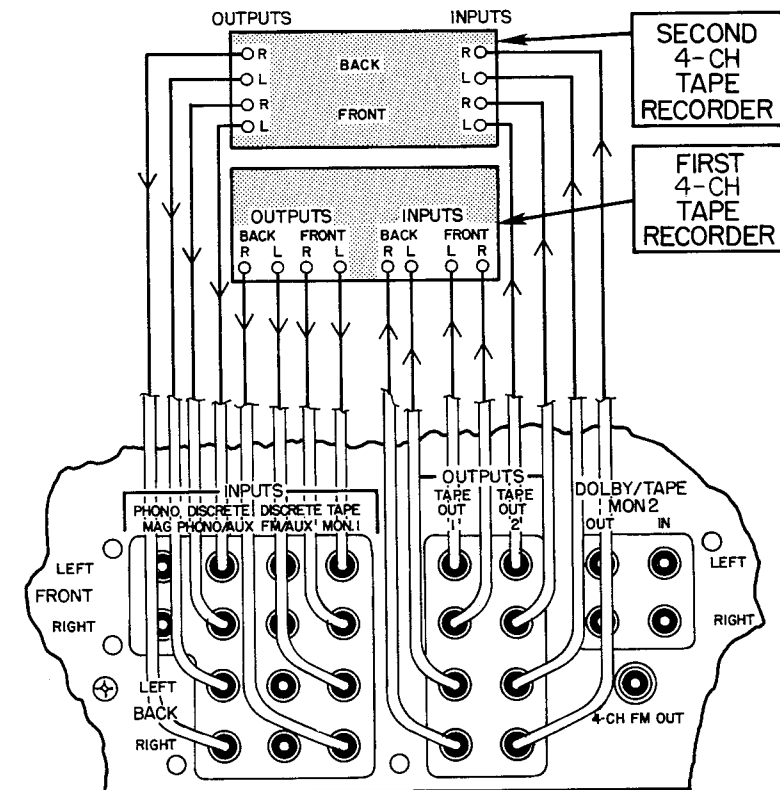 OUTPUTS INPUTS
R R
L BACK L
R R
L FRONT L
SECOND
4-CH
TAPE
RECORDER
FIRST
4-CH
TAPE
RECORDER
OUTPUTS INPUTS
BACK FRONT BACK FRONT
R L R L R L L R
INPUTS
PHONO DISCRETE DISCRETE TAPE
MAG PHONO/AUX FM/AUX MON.1
OUTPUTS
TAPE TAPE
OUT OUT
1 2
DOLBY/TAPE
MON 2
OUT IN
LEFT LEFT
FRONT
RIGHT RIGHT
LEFT
BACK
4-CH FM OUT
RIGHT